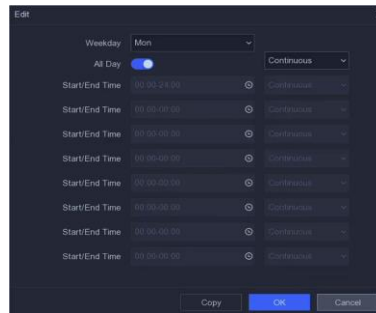 Edit
Weekday Mon
All Day Continuous
Start/End Time 00:00-24:00 Continuous
Start/End Time 00:00-00:00 Continuous
Start/End Time 00:00-00:00 Continuous
Start/End Time 00:00-00:00 Continuous
Start/End Time 00:00-00:00 Continuous
Start/End Time 00:00-00:00 Continuous
Start/End Time 00:00-00:00 Continuous
Start/End Time 00:00-00:00 Continuous
Copy OK Cancel